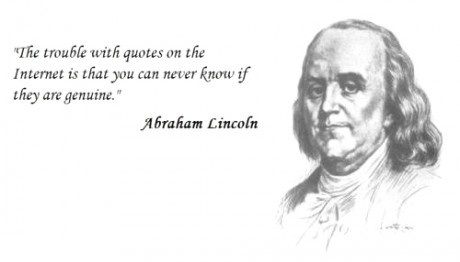 "The trouble with quotes on the
Internet is that you can never know if
they are genuine."
Abraham Lincoln